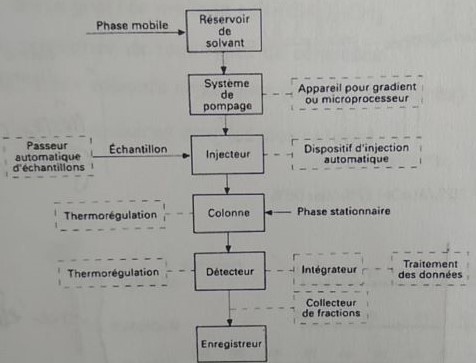 Phase mobile
Réservoir
de
solvant
Système
de
pompage
Appareil pour gradient
ou microprocesseur
Passeur
automatique
d'échantillons
Échantillon
Injecteur
Dispositif d'injection
automatique
Thermorégulation
Colonne
Phase stationnaire
Thermorégulation
Détecteur
Intégrateur
Traitement
des données
Collecteur
de fractions
Enregistreur